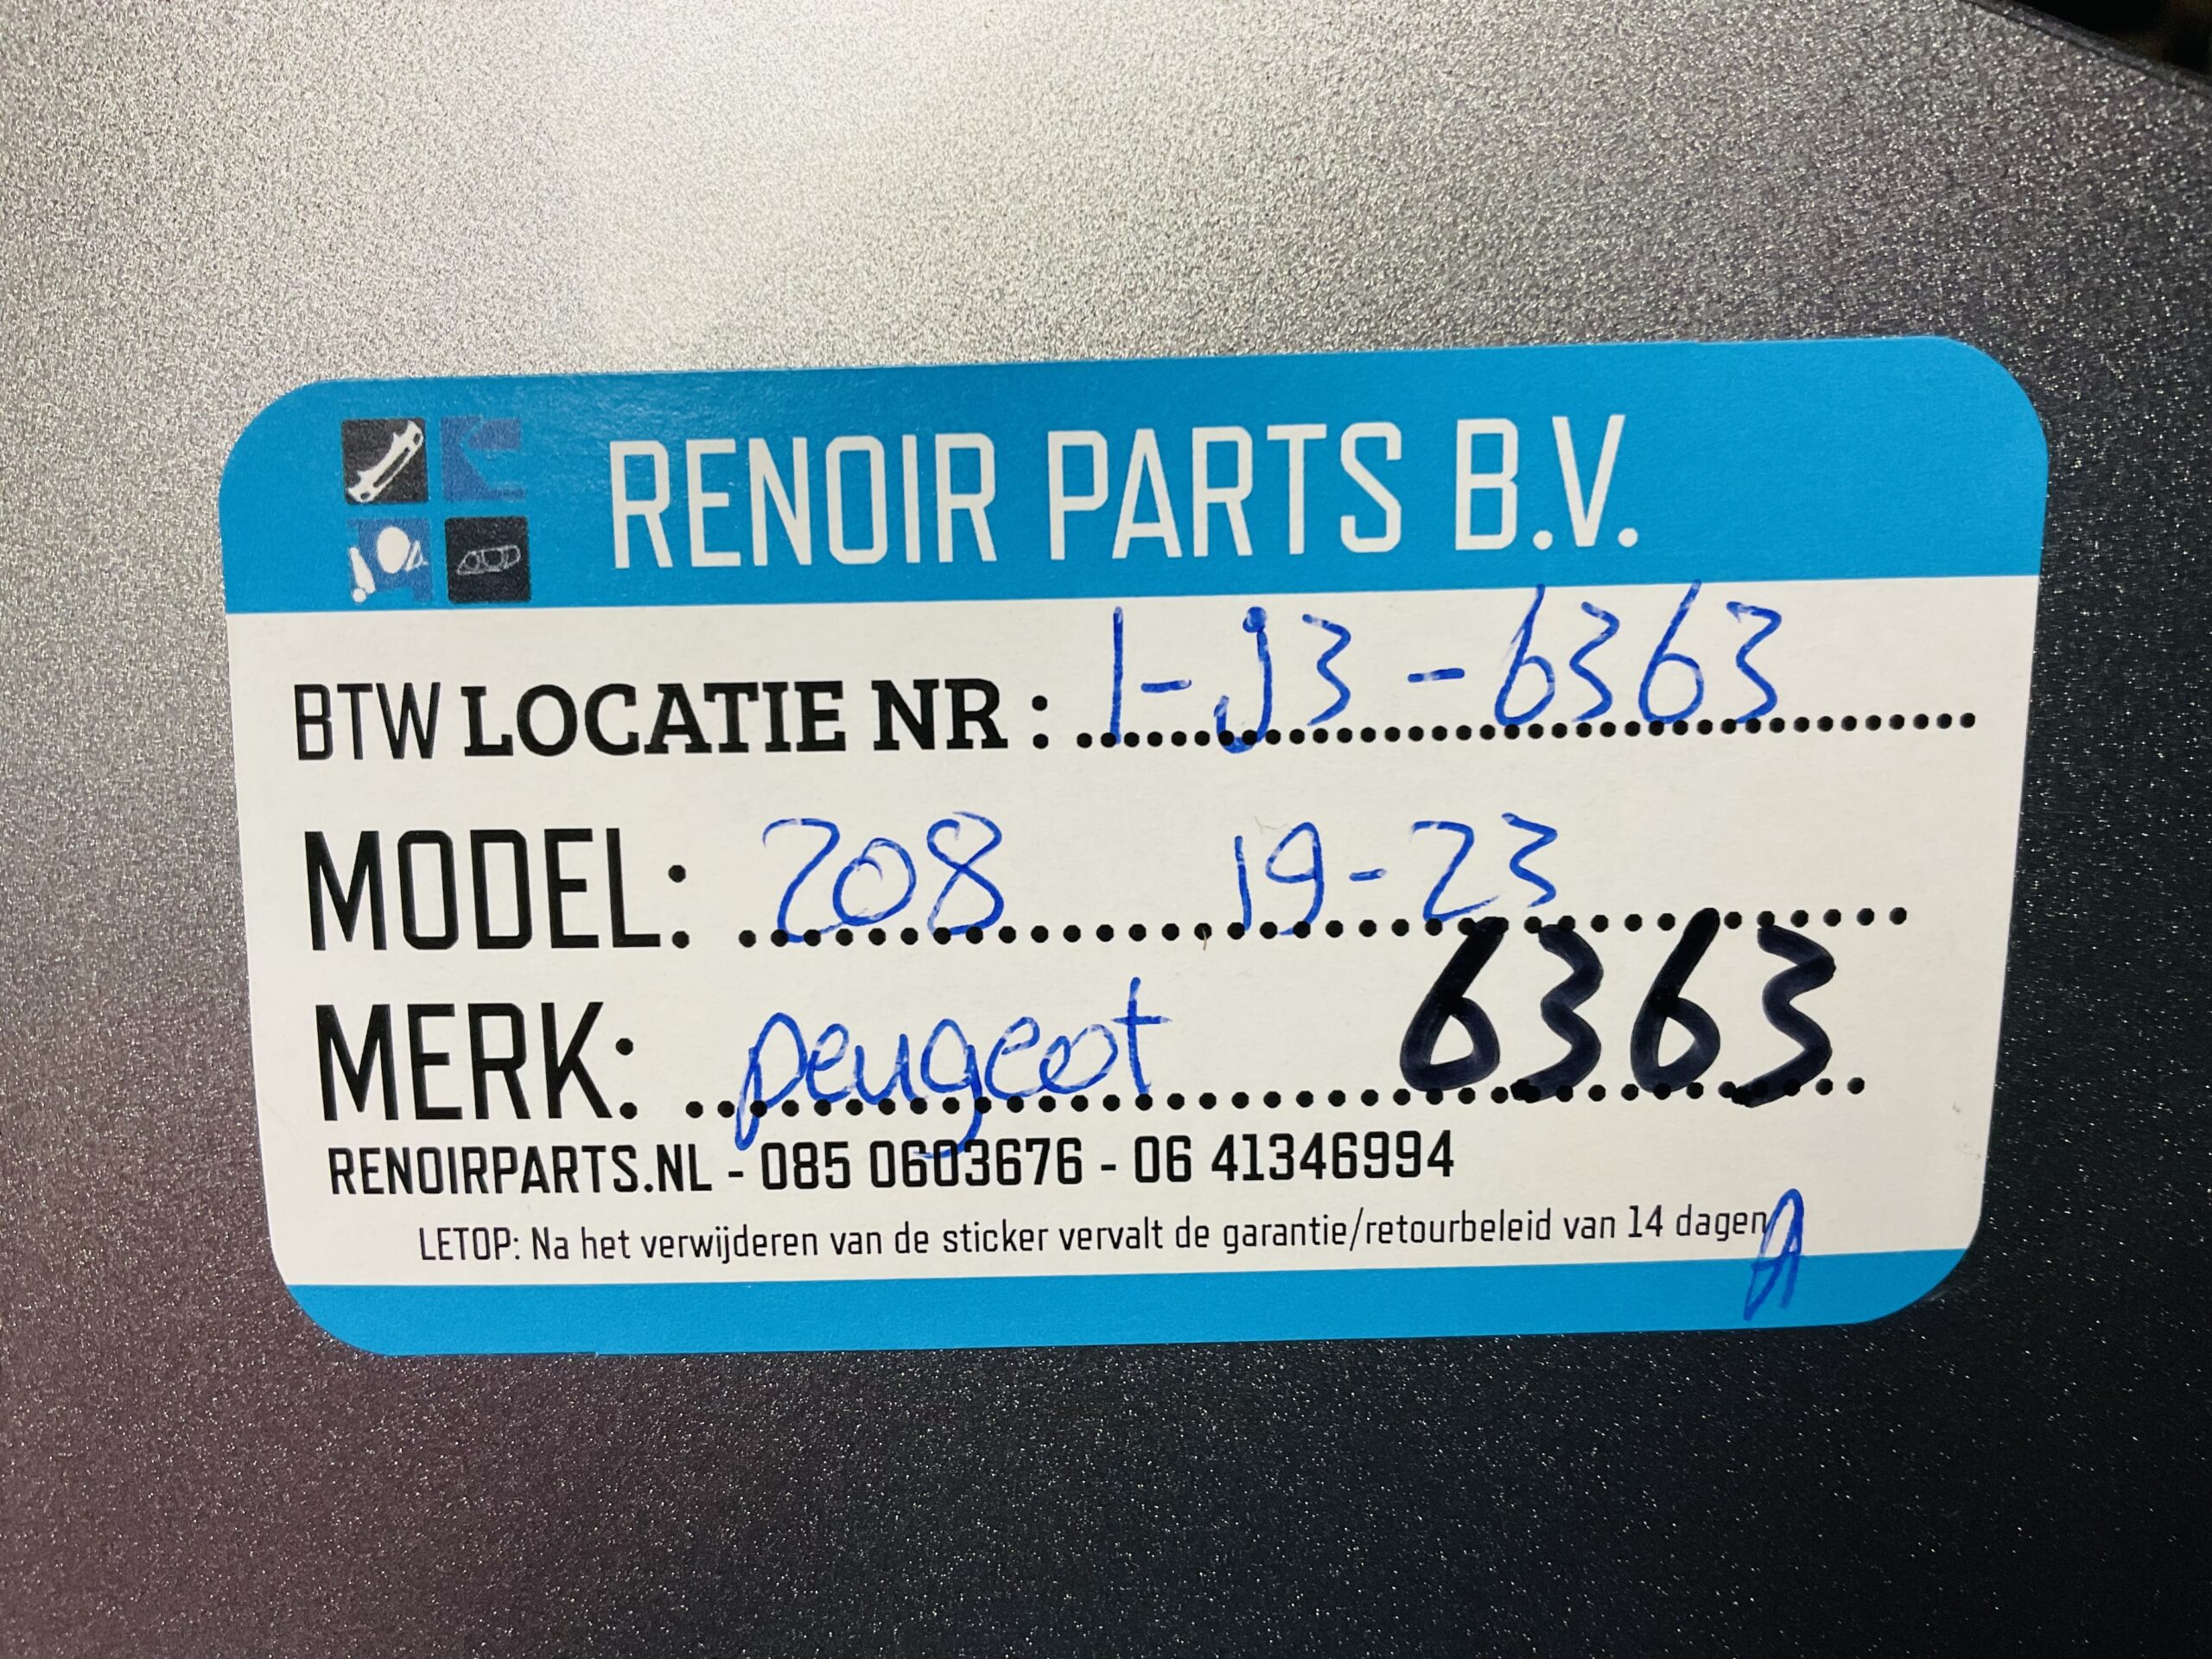 RENOIR PARTS B.V.
BTW LOCATIE NR: 1-J3-6363
MODEL: 208 19-23
MERK: peugeot 6363
RENOIRPARTS.NL - 085 0603676 - 06 41346994
LETOP: Na het verwijderen van de sticker vervalt de garantie/retourbeleid van 14 dagen
A